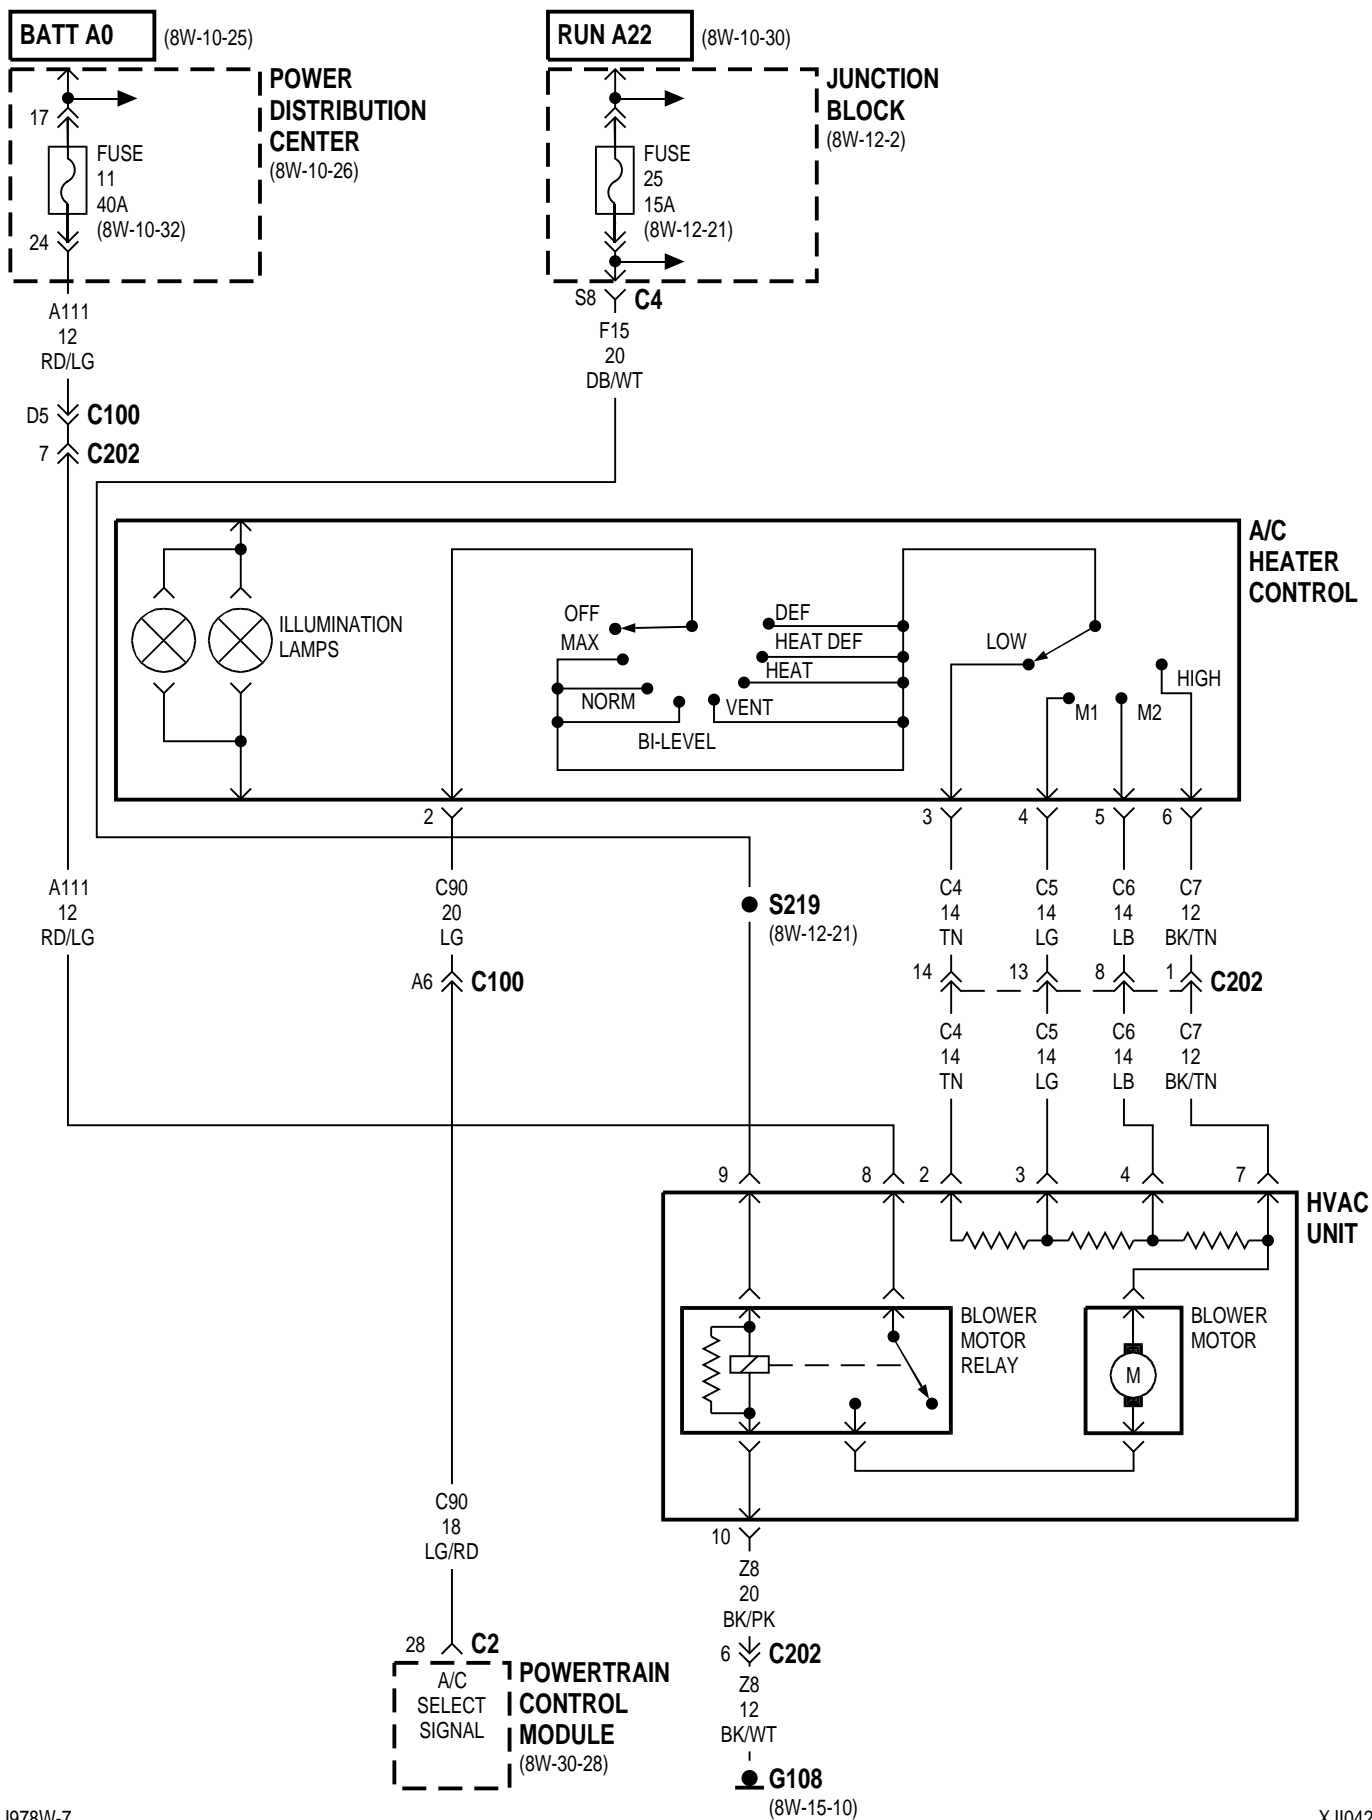 BATT A0 (8W-10-25)
RUN A22 (8W-10-30)
17
FUSE
11
40A
(8W-10-32)
24
POWER
DISTRIBUTION
CENTER
(8W-10-26)
FUSE
25
15A
(8W-12-21)
JUNCTION
BLOCK
(8W-12-2)
S8 C4
A111
12
RD/LG
F15
20
DB/WT
D5 C100
7 C202
A/C
HEATER
CONTROL
ILLUMINATION
LAMPS
OFF
MAX
NORM
BI-LEVEL
DEF
HEAT DEF
HEAT
VENT
LOW
M1
M2
HIGH
2
3
4
5
6
A111
12
RD/LG
C90
20
LG
S219
(8W-12-21)
C4
14
TN
C5
14
LG
C6
14
LB
C7
12
BK/TN
A6 C100
14
13
8
1
C202
C4
14
TN
C5
14
LG
C6
14
LB
C7
12
BK/TN
9
8
2
3
4
7
HVAC
UNIT
BLOWER
MOTOR
RELAY
M
BLOWER
MOTOR
C90
18
LG/RD
10
Z8
20
BK/PK
6 C202
Z8
12
BK/WT
G108
(8W-15-10)
28 C2
A/C
SELECT
SIGNAL
POWERTRAIN
CONTROL
MODULE
(8W-30-28)